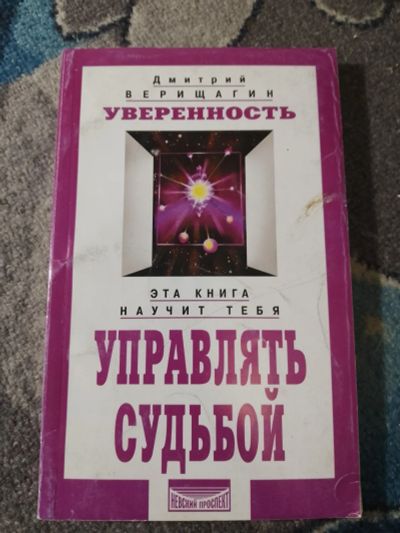 Дмитрий
ВЕРИЩАГИН
УВЕРЕННОСТЬ
ЭТА КНИГА
НАУЧИТ ТЕБЯ
УПРАВЛЯТЬ
СУДЬБОЙ
НЕВСКИЙ ПРОСПЕКТ